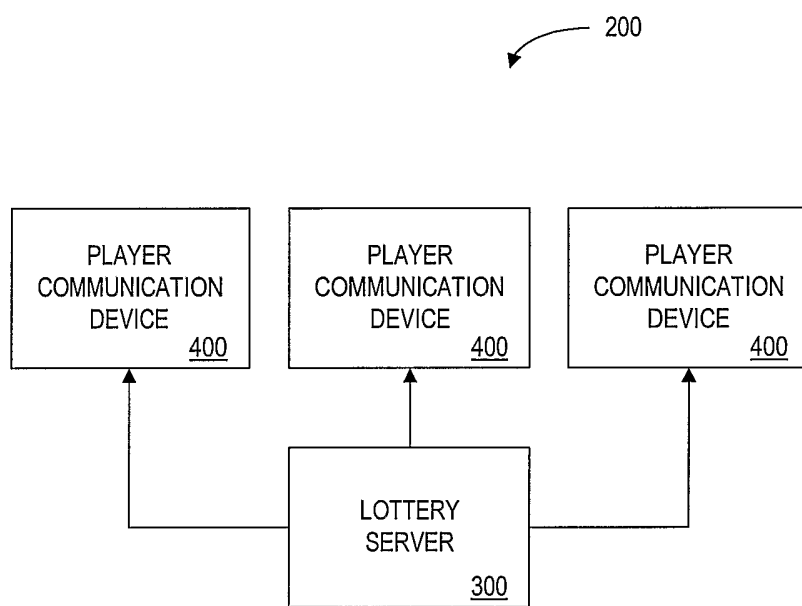 200
PLAYER
COMMUNICATION
DEVICE
400
PLAYER
COMMUNICATION
DEVICE
400
PLAYER
COMMUNICATION
DEVICE
400
LOTTERY
SERVER
300